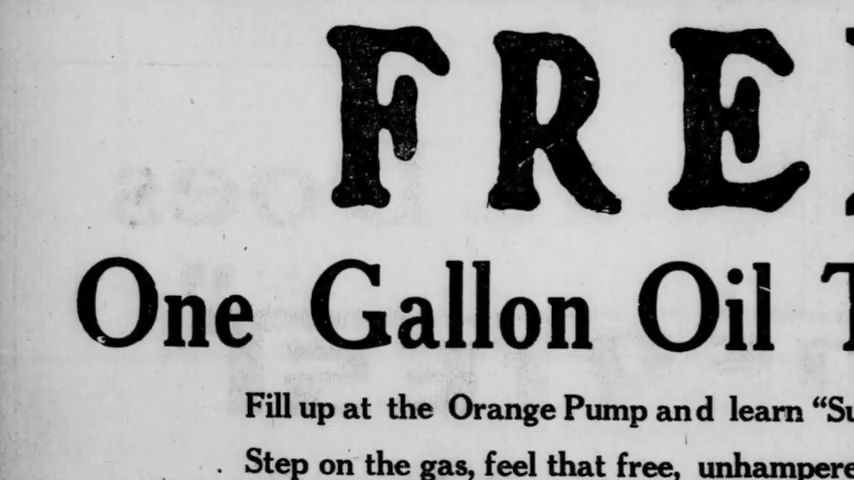 FRE
One Gallon Oil T
Fill up at the Orange Pump and learn “Su
Step on the gas, feel that free, unhampere